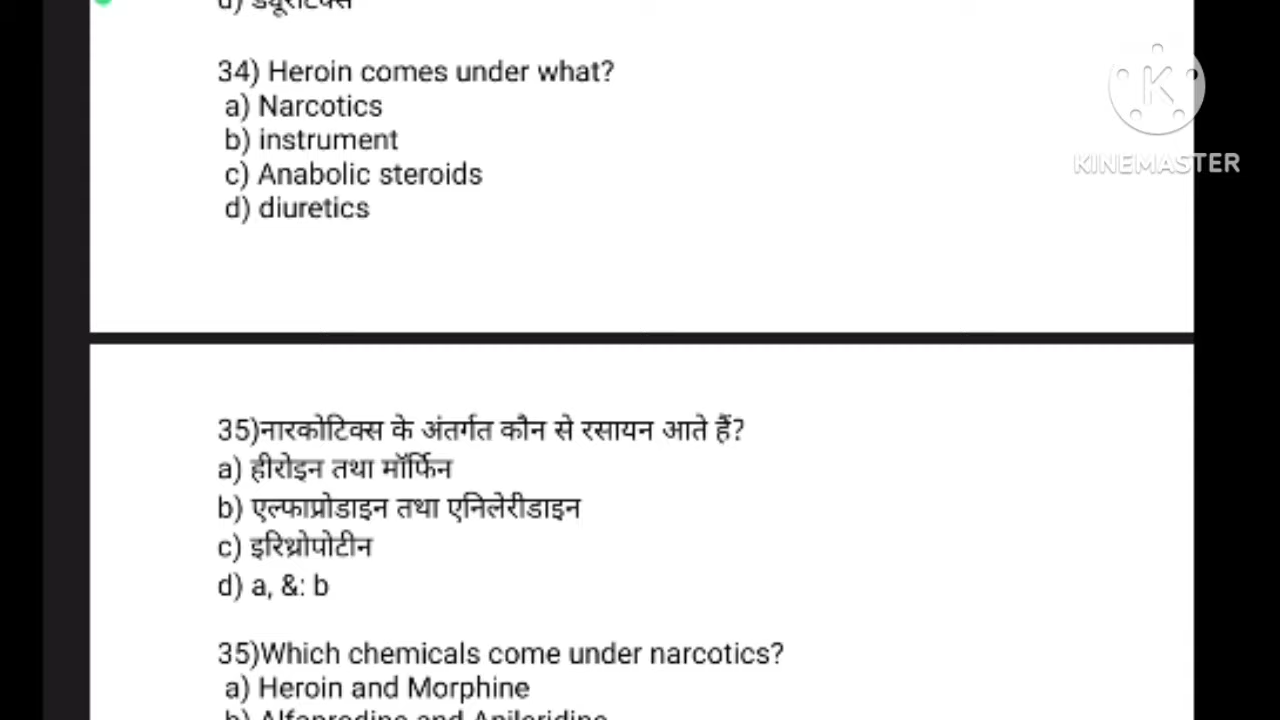 34) Heroin comes under what?
a) Narcotics
b) instrument
c) Anabolic steroids
d) diuretics
KINEMASTER
35)नारकोटिक्स के अंतर्गत कौन से रसायन आते हैं?
a) हीरोइन तथा मॉर्फिन
b) एल्फाप्रोडाइन तथा एनिलेरीडाइन
c) इरिथ्रोपोटीन
d) a, &: b
35)Which chemicals come under narcotics?
a) Heroin and Morphine